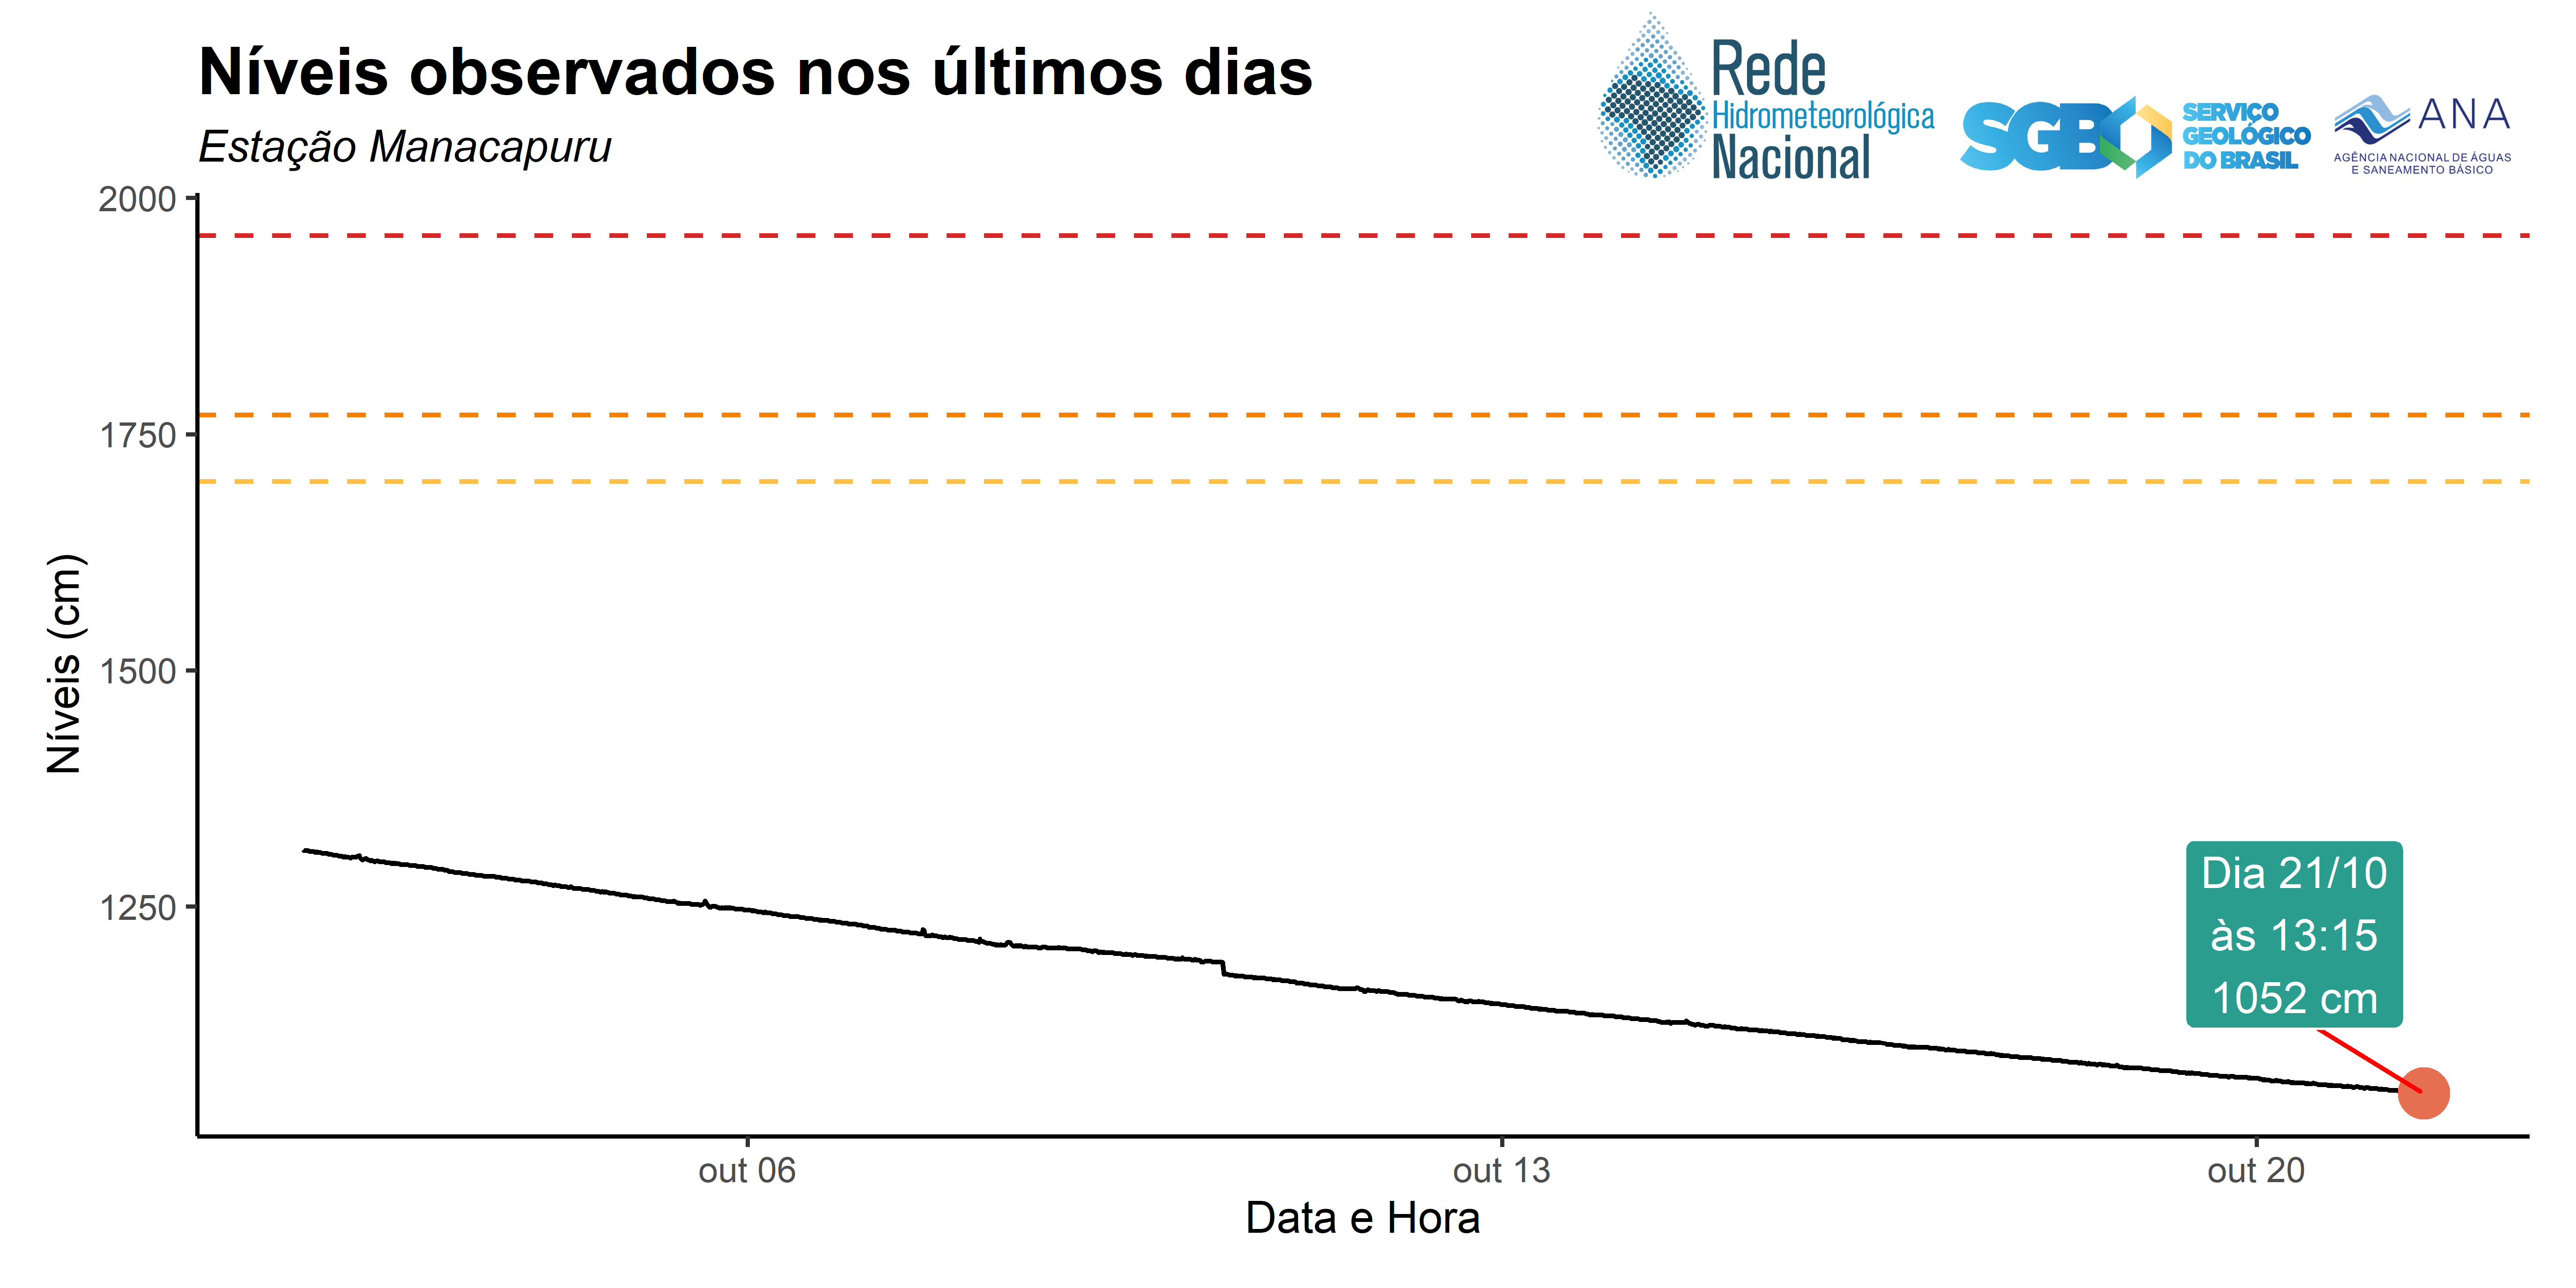 Níveis observados nos últimos dias
Estação Manacapuru
Rede
Hidrometeorológica
Nacional
SGB
SERVIÇO
GEOLÓGICO
DO BRASIL
ANA
AGÊNCIA NACIONAL DE ÁGUAS
E SANEAMENTO BÁSICO
2000
1750
1500
1250
Níveis (cm)
Dia 21/10
às 13:15
1052 cm
out 06
out 13
out 20
Data e Hora